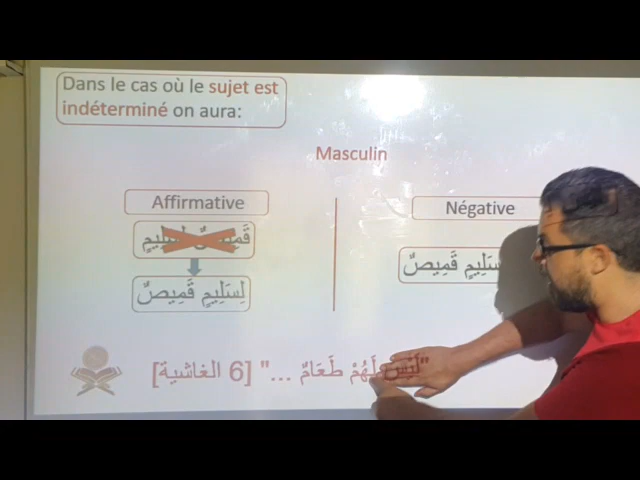 Dans le cas où le sujet est
indéterminé on aura:
Masculin
Affirmative
Négative
لِسَلِيمٍ قَمِيصٌ
سَلِيمٍ قَمِيصٌ
"لَيْسَ لَهُمْ طَعَامٌ ..." [6 الغاشية]